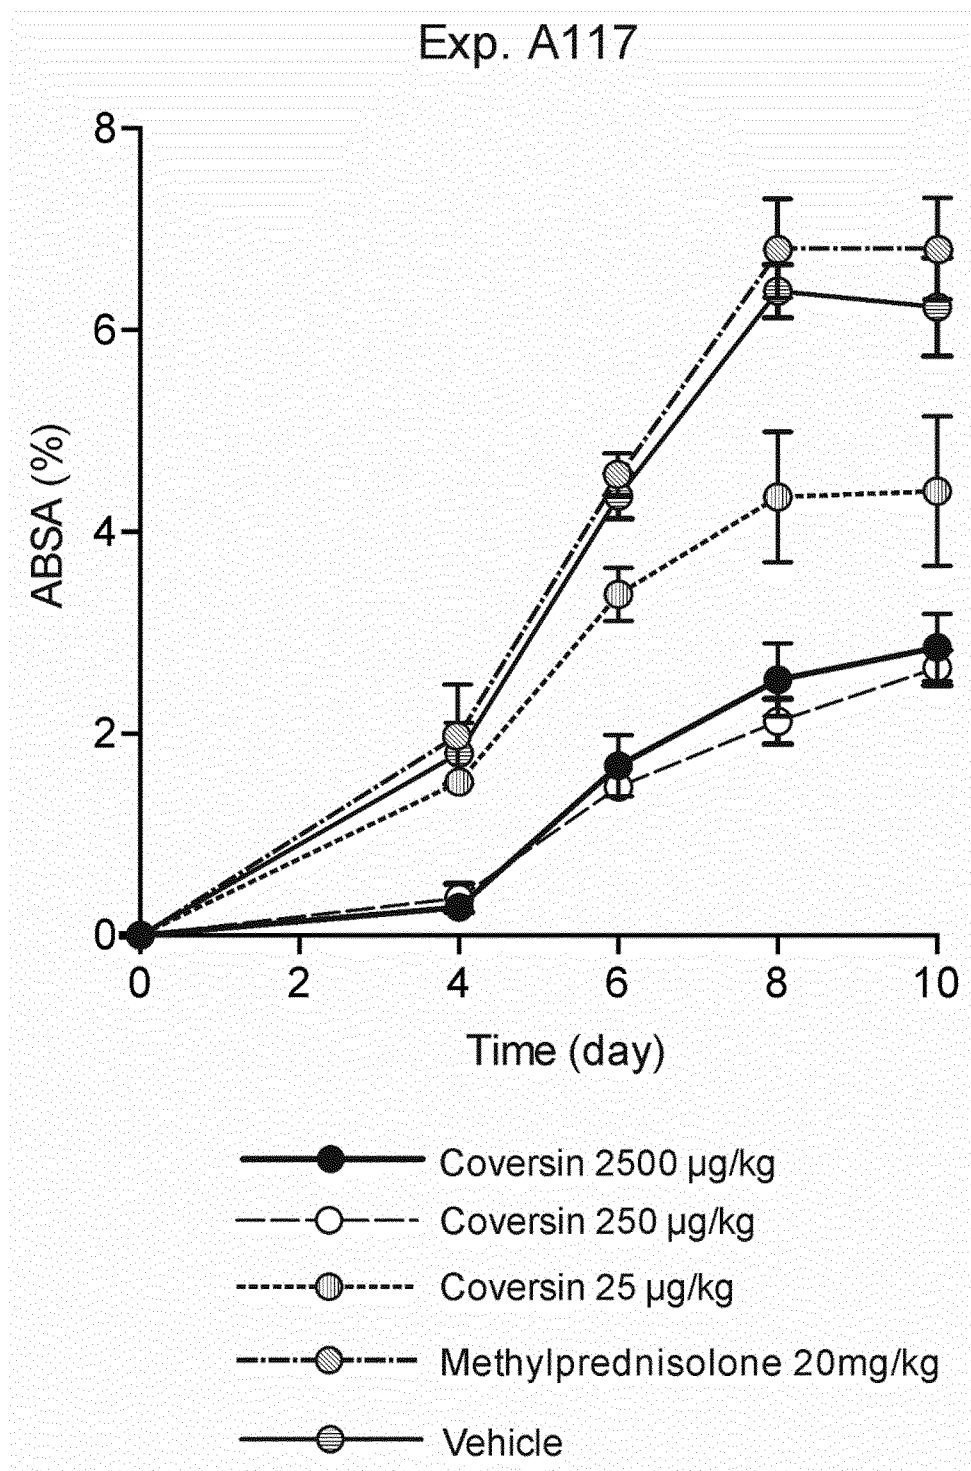 Exp. A117
8
6
4
2
0
ABSA (%)
0 2 4 6 8 10
Time (day)
Coversin 2500 µg/kg
Coversin 250 µg/kg
Coversin 25 µg/kg
Methylprednisolone 20mg/kg
Vehicle